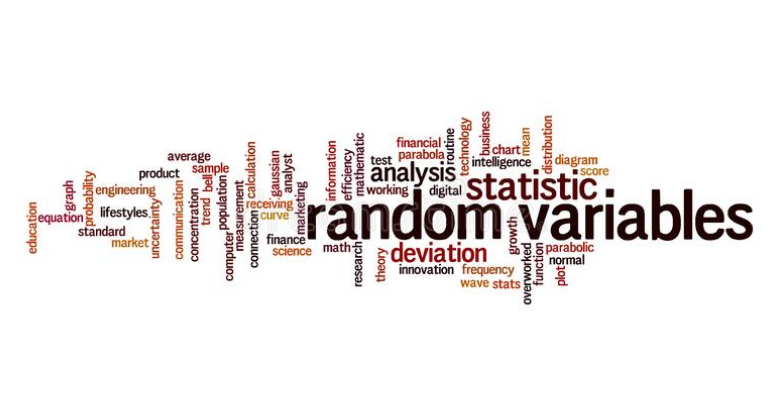 education
equation
graph
standard
probability
engineering
lifestyles
market
product
uncertainty
average
communication
concentration
sample
trend
bell
population
computer
measurement
calculation
connection
receiving
curve
gaussian
analyst
finance
science
marketing
random variables
information
math
efficiency
mathematic
research
test
working
analysis
theory
financial
parabola
digital
deviation
innovation
routine
technology
statistic
frequency
wave
stats
business
intelligence
chart
mean
growth
overworked
function
distribution
diagram
score
parabolic
normal
plot